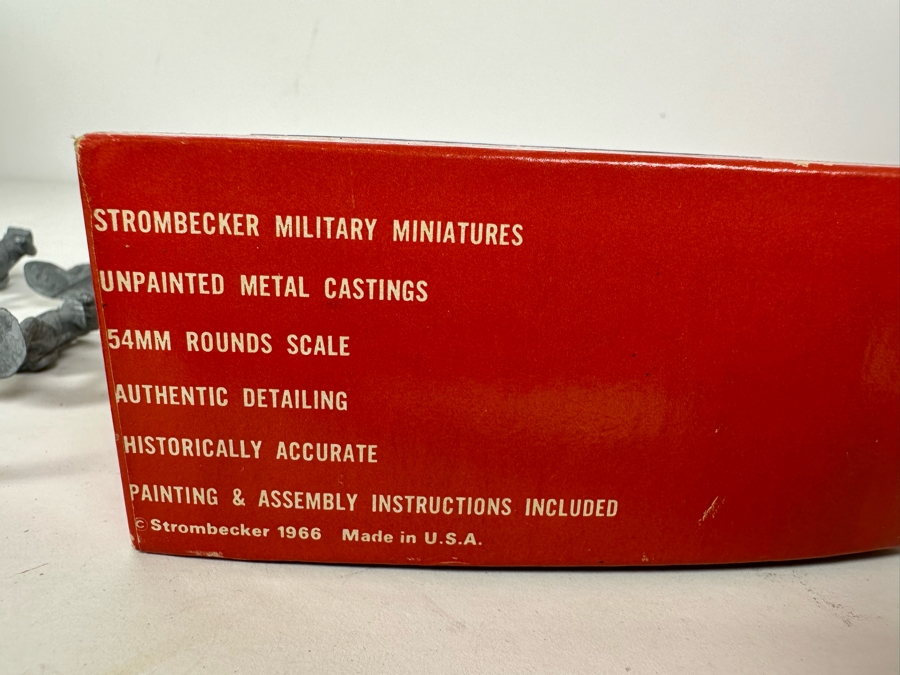 STROMBECKER MILITARY MINIATURES
UNPAINTED METAL CASTINGS
54MM ROUNDS SCALE
AUTHENTIC DETAILING
HISTORICALLY ACCURATE
PAINTING & ASSEMBLY INSTRUCTIONS INCLUDED
© Strombecker 1966 Made in U.S.A.